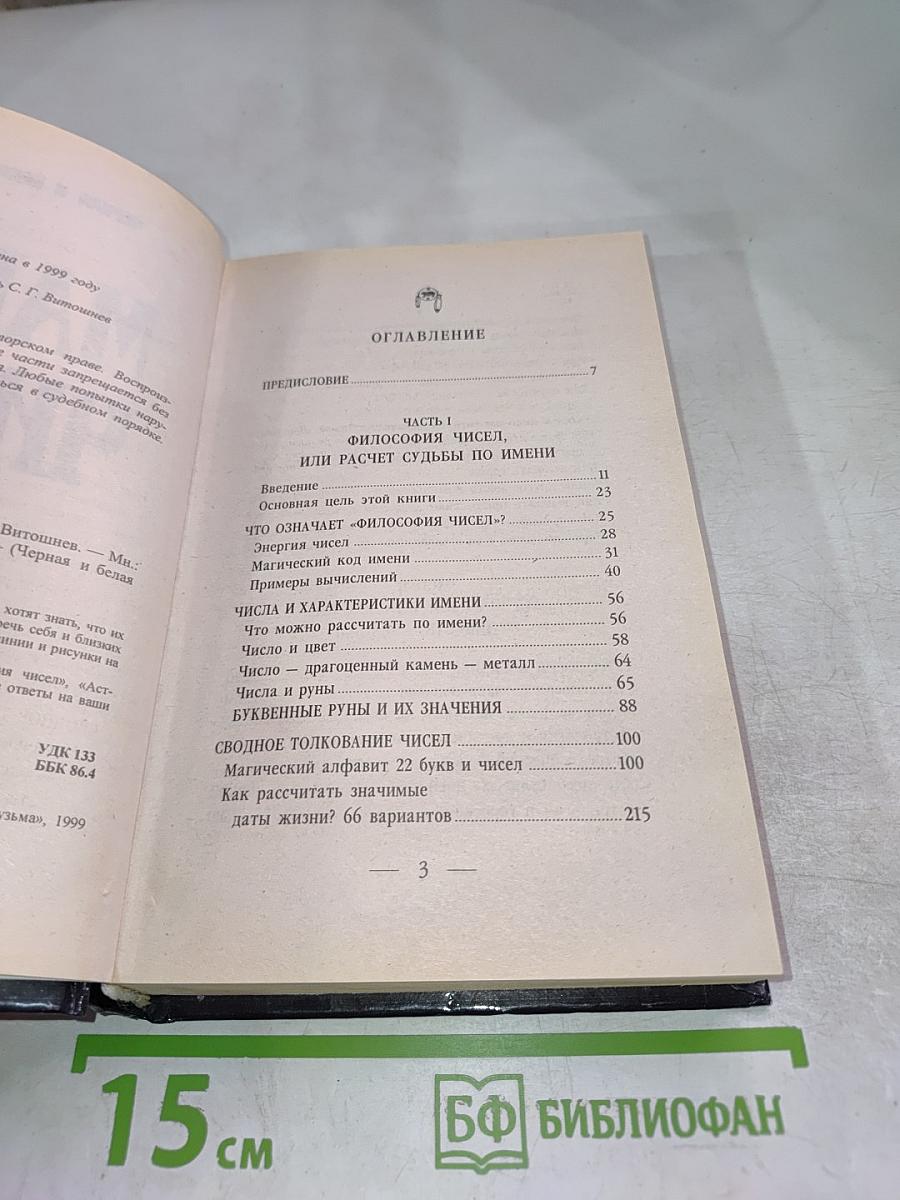 на в 1999 году
С. Г. Витошнев
торском праве. Воспроиз-
части запрещается без
Любые попытки нару-
ься в судебном порядке.
Витошнев. — Мн.:
(Черная и белая
хотят знать, что их
речь себя и близких
линии и рисунки на
ия чисел», «Аст-
ответы на ваши
УДК 133
ББК 86.4
узьма», 1999
ОГЛАВЛЕНИЕ
ПРЕДИСЛОВИЕ ........ 7
ЧАСТЬ I
ФИЛОСОФИЯ ЧИСЕЛ,
ИЛИ РАСЧЕТ СУДЬБЫ ПО ИМЕНИ
Введение ........ 11
Основная цель этой книги ........ 23
ЧТО ОЗНАЧАЕТ «ФИЛОСОФИЯ ЧИСЕЛ»? ........ 25
Энергия чисел ........ 28
Магический код имени ........ 31
Примеры вычислений ........ 40
ЧИСЛА И ХАРАКТЕРИСТИКИ ИМЕНИ ........ 56
Что можно рассчитать по имени? ........ 56
Число и цвет ........ 58
Число — драгоценный камень — металл ........ 64
Числа и руны ........ 65
БУКВЕННЫЕ РУНЫ И ИХ ЗНАЧЕНИЯ ........ 88
СВОДНОЕ ТОЛКОВАНИЕ ЧИСЕЛ ........ 100
Магический алфавит 22 букв и чисел ........ 100
Как рассчитать значимые
даты жизни? 66 вариантов ........ 215
— 3 —
15 см
БФ БИБЛИОФАН